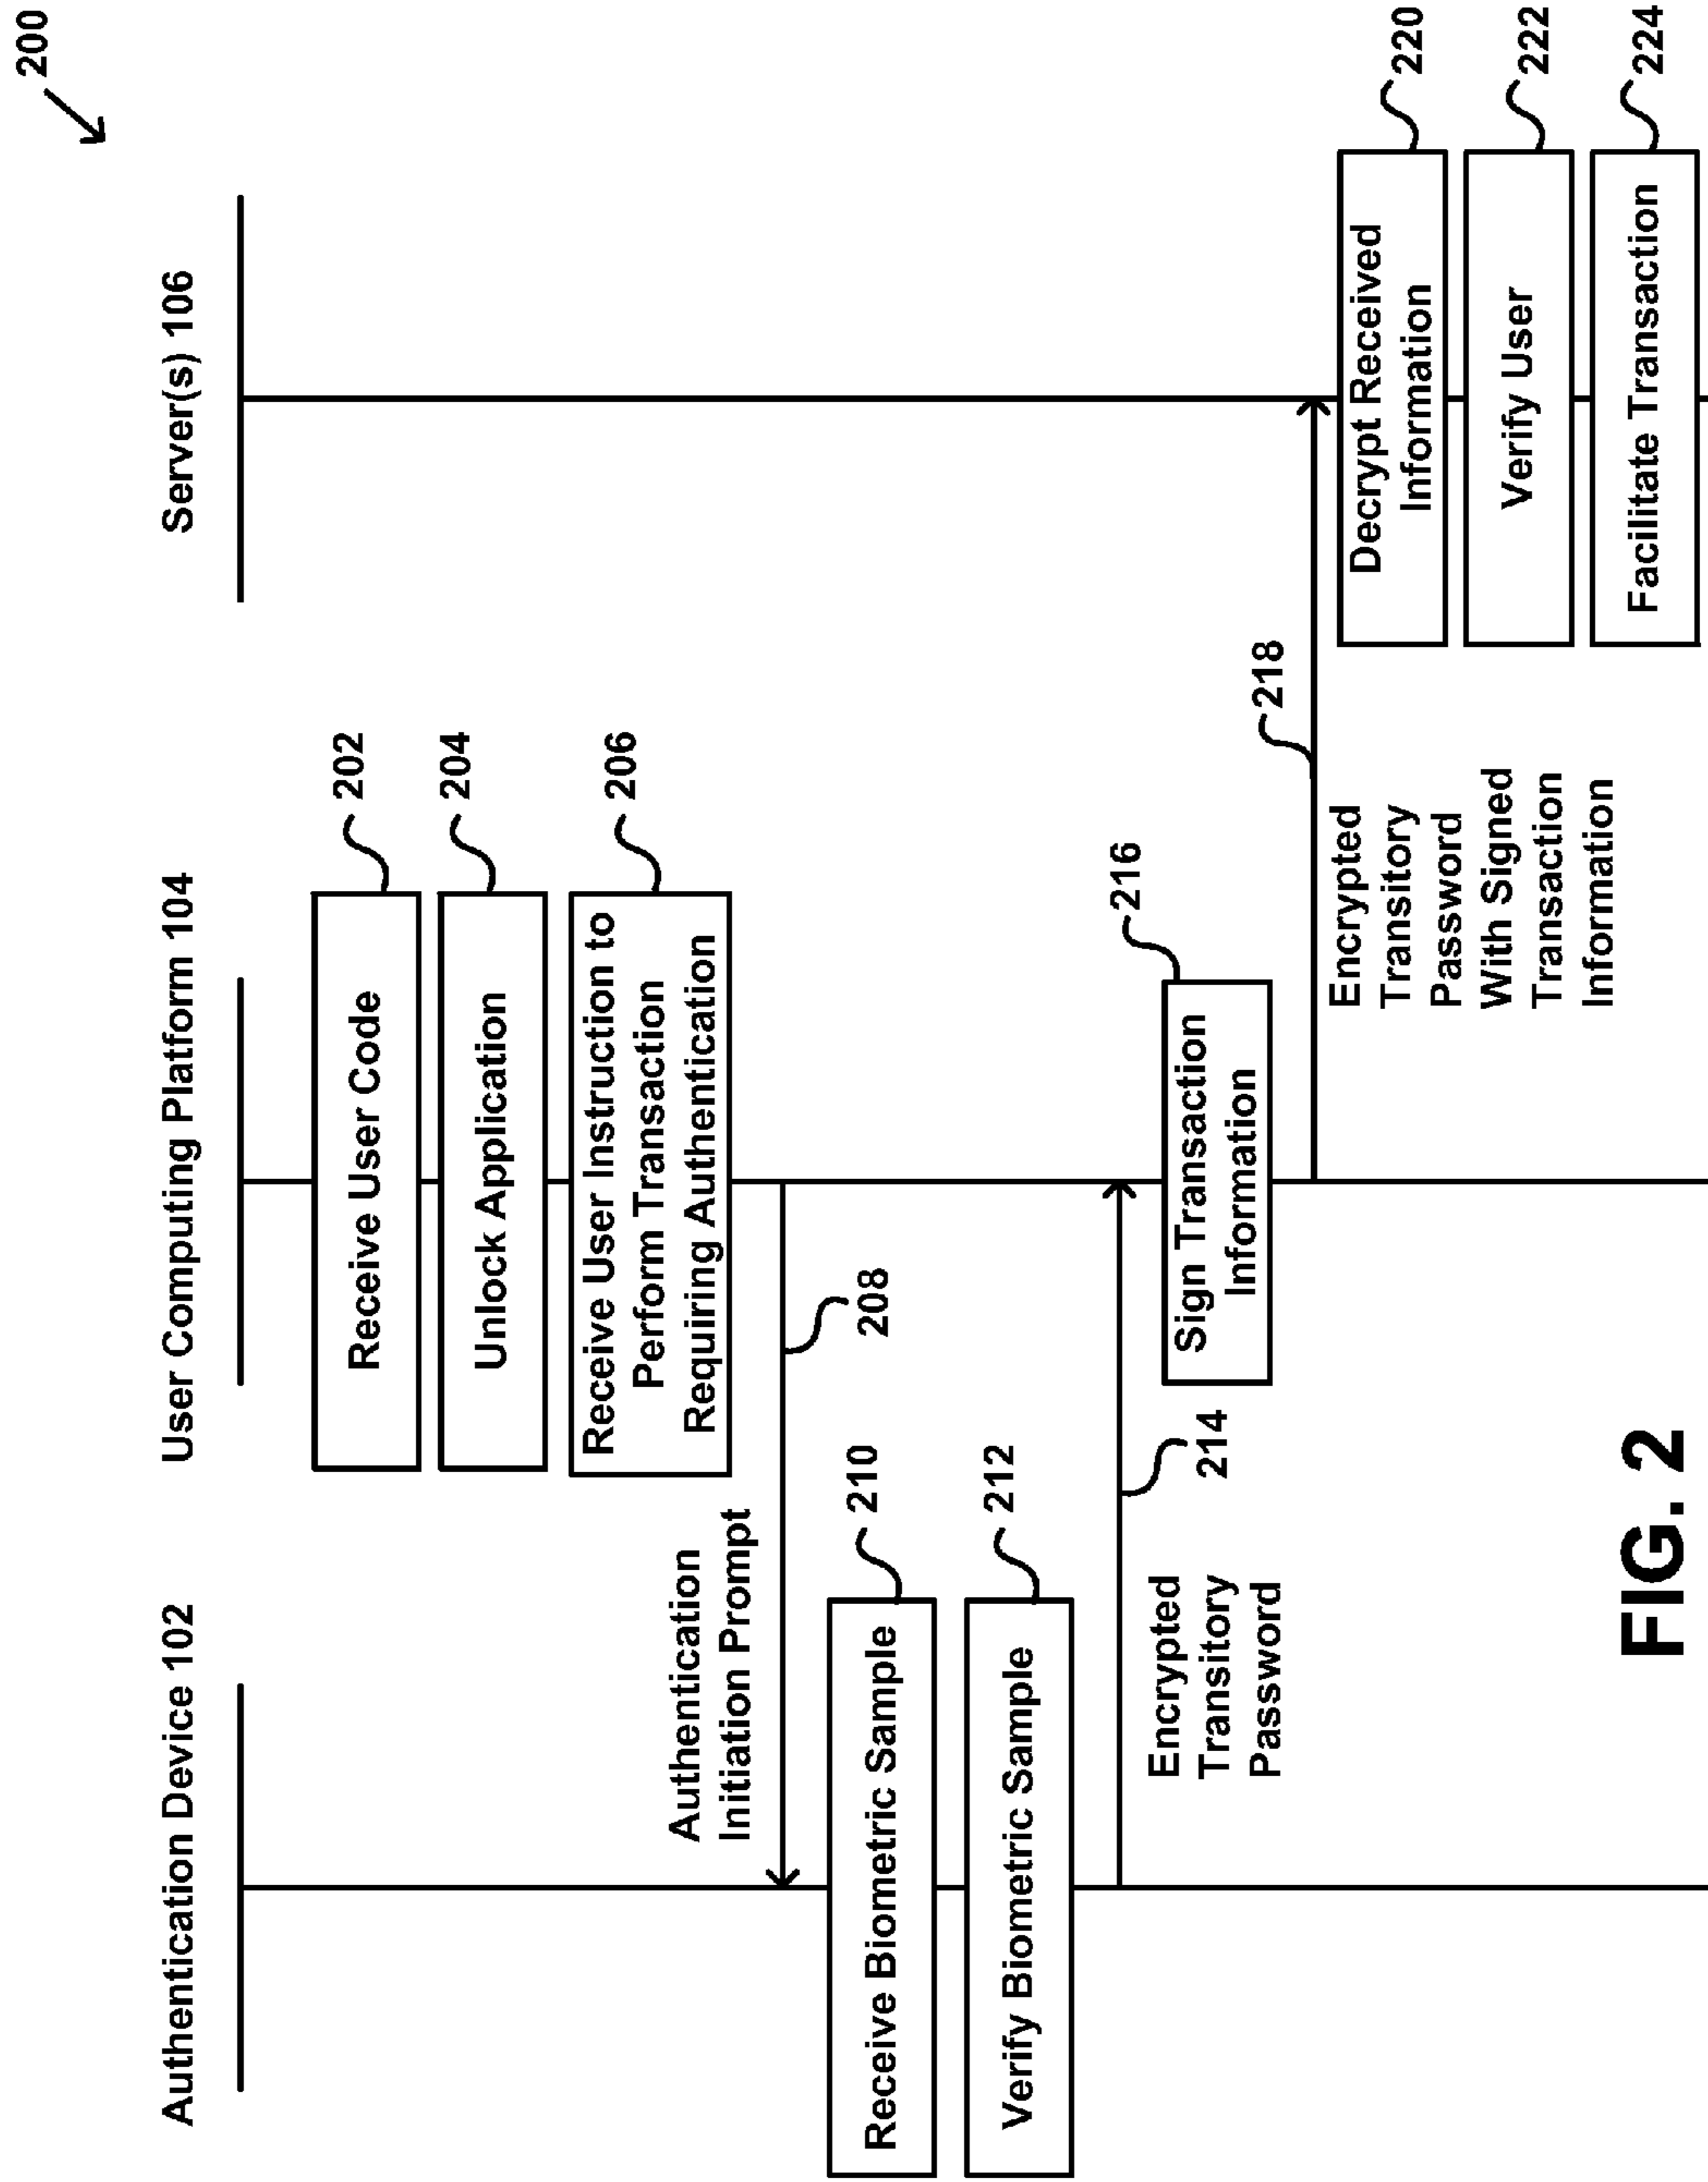 200
Authentication Device 102
User Computing Platform 104
Server(s) 106
Receive User Code
202
Unlock Application
204
Receive User Instruction to
Perform Transaction
Requiring Authentication
206
Authentication
Initiation Prompt
208
Receive Biometric Sample
210
Verify Biometric Sample
212
Encrypted
Transitory
Password
214
Sign Transaction
Information
216
218
Encrypted
Transitory
Password
With Signed
Transaction
Information
Decrypt Received
Information
220
Verify User
222
Facilitate Transaction
224
FIG. 2